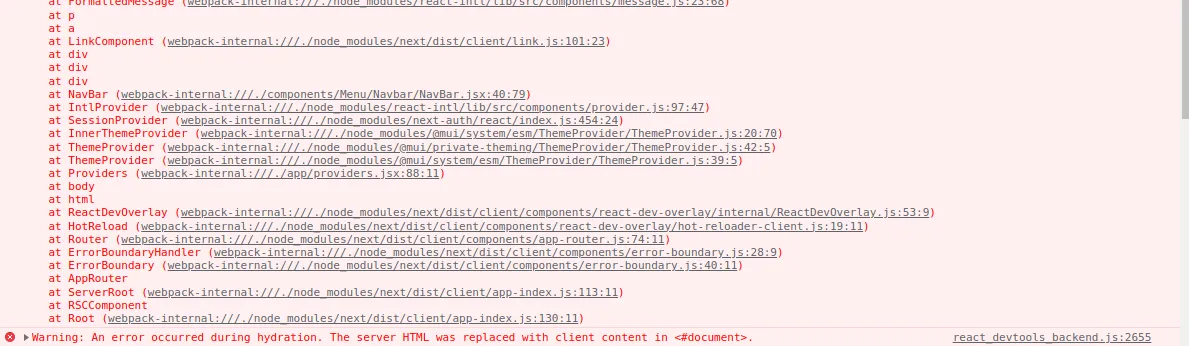 at FormattedMessage (webpack-internal:///./node_modules/react-intl/lib/src/components/message.js:23:68)
at p
at a
at LinkComponent (webpack-internal:///./node_modules/next/dist/client/link.js:101:23)
at div
at div
at div
at NavBar (webpack-internal:///./components/Menu/Navbar/NavBar.jsx:40:79)
at IntlProvider (webpack-internal:///./node_modules/react-intl/lib/src/components/provider.js:97:47)
at SessionProvider (webpack-internal:///./node_modules/next-auth/react/index.js:454:24)
at InnerThemeProvider (webpack-internal:///./node_modules/@mui/system/esm/ThemeProvider/ThemeProvider.js:20:70)
at ThemeProvider (webpack-internal:///./node_modules/@mui/private-theming/ThemeProvider/ThemeProvider.js:42:5)
at ThemeProvider (webpack-internal:///./node_modules/@mui/system/esm/ThemeProvider/ThemeProvider.js:39:5)
at Providers (webpack-internal:///./app/providers.jsx:88:11)
at body
at html
at ReactDevOverlay (webpack-internal:///./node_modules/next/dist/client/components/react-dev-overlay/internal/ReactDevOverlay.js:53:9)
at HotReload (webpack-internal:///./node_modules/next/dist/client/components/react-dev-overlay/hot-reloader-client.js:19:11)
at Router (webpack-internal:///./node_modules/next/dist/client/components/app-router.js:74:11)
at ErrorBoundaryHandler (webpack-internal:///./node_modules/next/dist/client/components/error-boundary.js:28:9)
at ErrorBoundary (webpack-internal:///./node_modules/next/dist/client/components/error-boundary.js:40:11)
at AppRouter
at ServerRoot (webpack-internal:///./node_modules/next/dist/client/app-index.js:113:11)
at RSCComponent
at Root (webpack-internal:///./node_modules/next/dist/client/app-index.js:130:11)
Warning: An error occurred during hydration. The server HTML was replaced with client content in <#document>. react_devtools_backend.js:2655